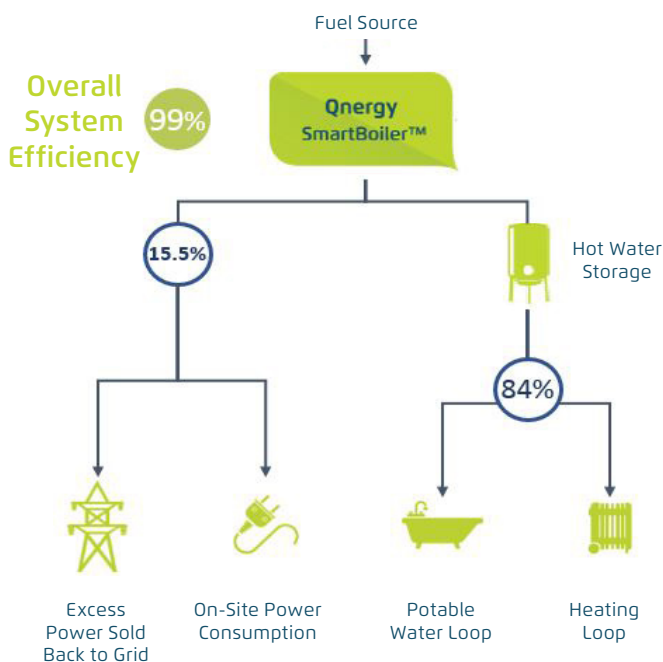 Fuel Source
Overall
System
Efficiency
99%
Qnergy
SmartBoiler™
15.5%
Hot Water
Storage
84%
Excess
Power Sold
Back to Grid
On-Site Power
Consumption
Potable
Water Loop
Heating
Loop